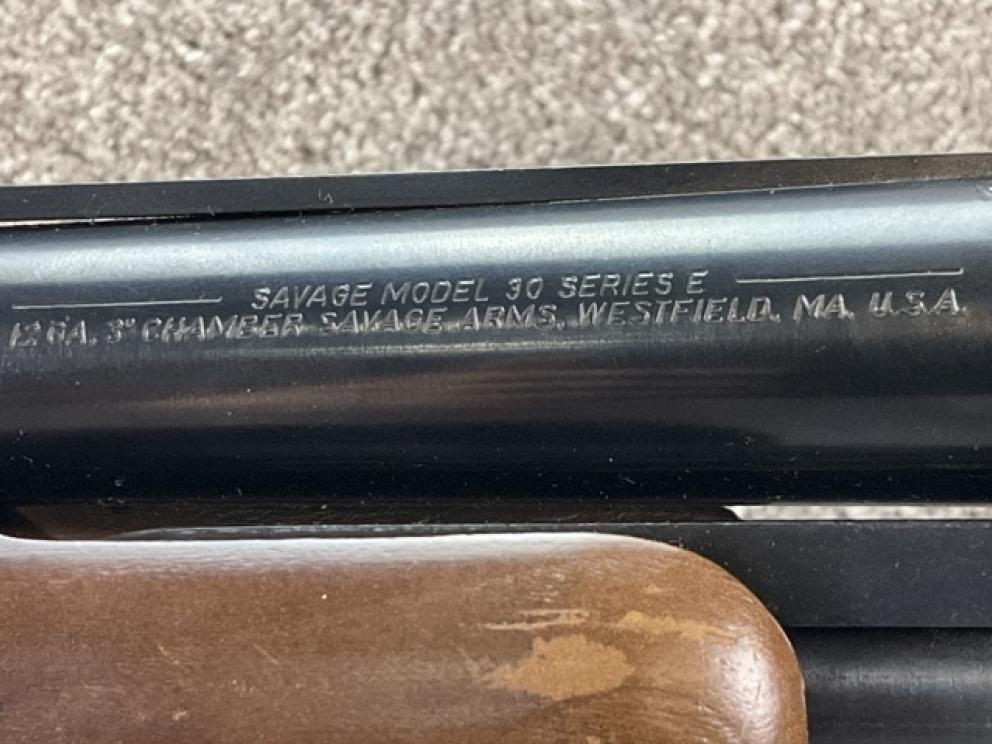 SAVAGE MODEL 30 SERIES E
12 GA. 3" CHAMBER SAVAGE ARMS, WESTFIELD, MA. U.S.A.